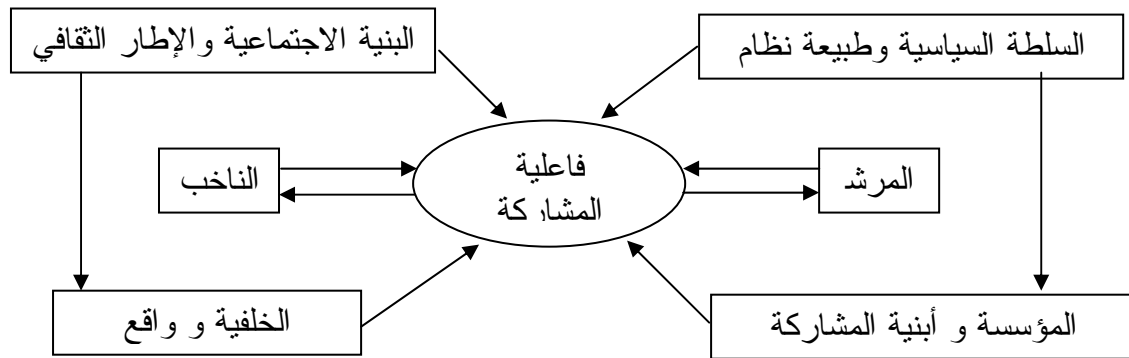 السلطة السياسية وطبيعة نظام
البنية الاجتماعية والإطار الثقافي
المرشد
فاعلية
المشاركة
الناخب
المؤسسة و أبنية المشاركة
الخلفية و واقع